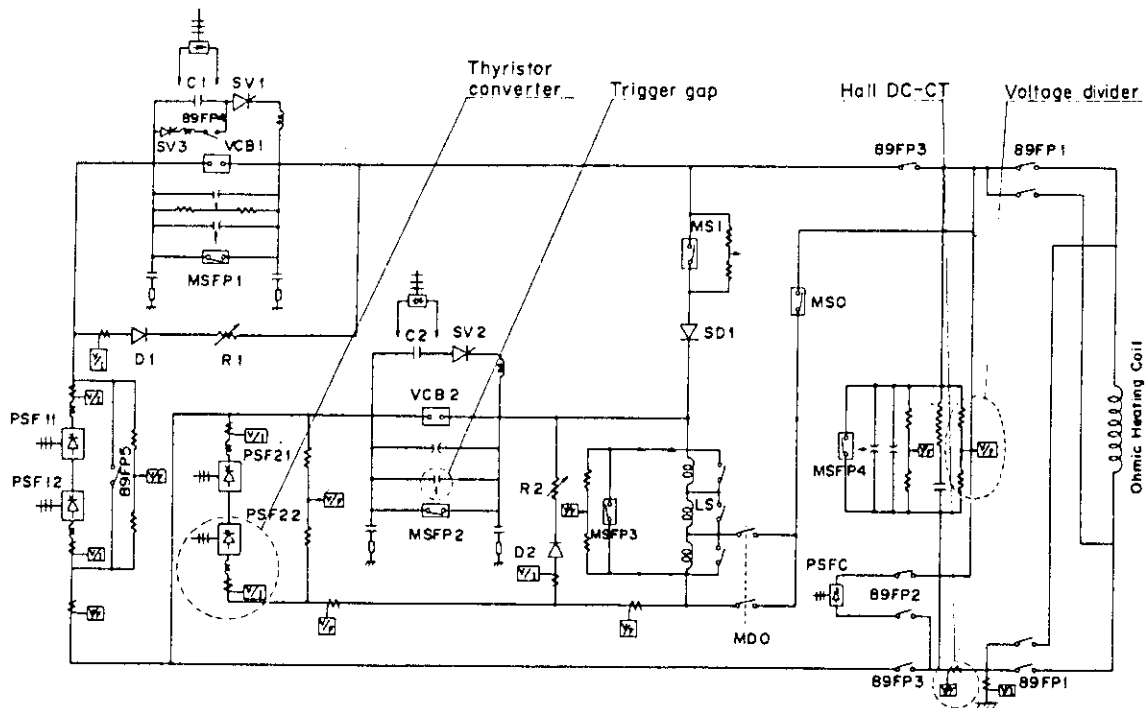 Thyristor
converter
Trigger gap
Hall DC-CT
Voltage divider
C1
SV1
89FP4
SV3
VCB1
MSFP1
D1
R1
89FP3
89FP1
MS1
SD1
MS0
C2
SV2
VCB2
MSFP2
PSF11
PSF12
89FP5
PSF21
PSF22
R2
D2
MSFP3
LS
MSFP4
Ohmic Heating Coil
PSFC
89FP2
MDO
89FP3
89FP1